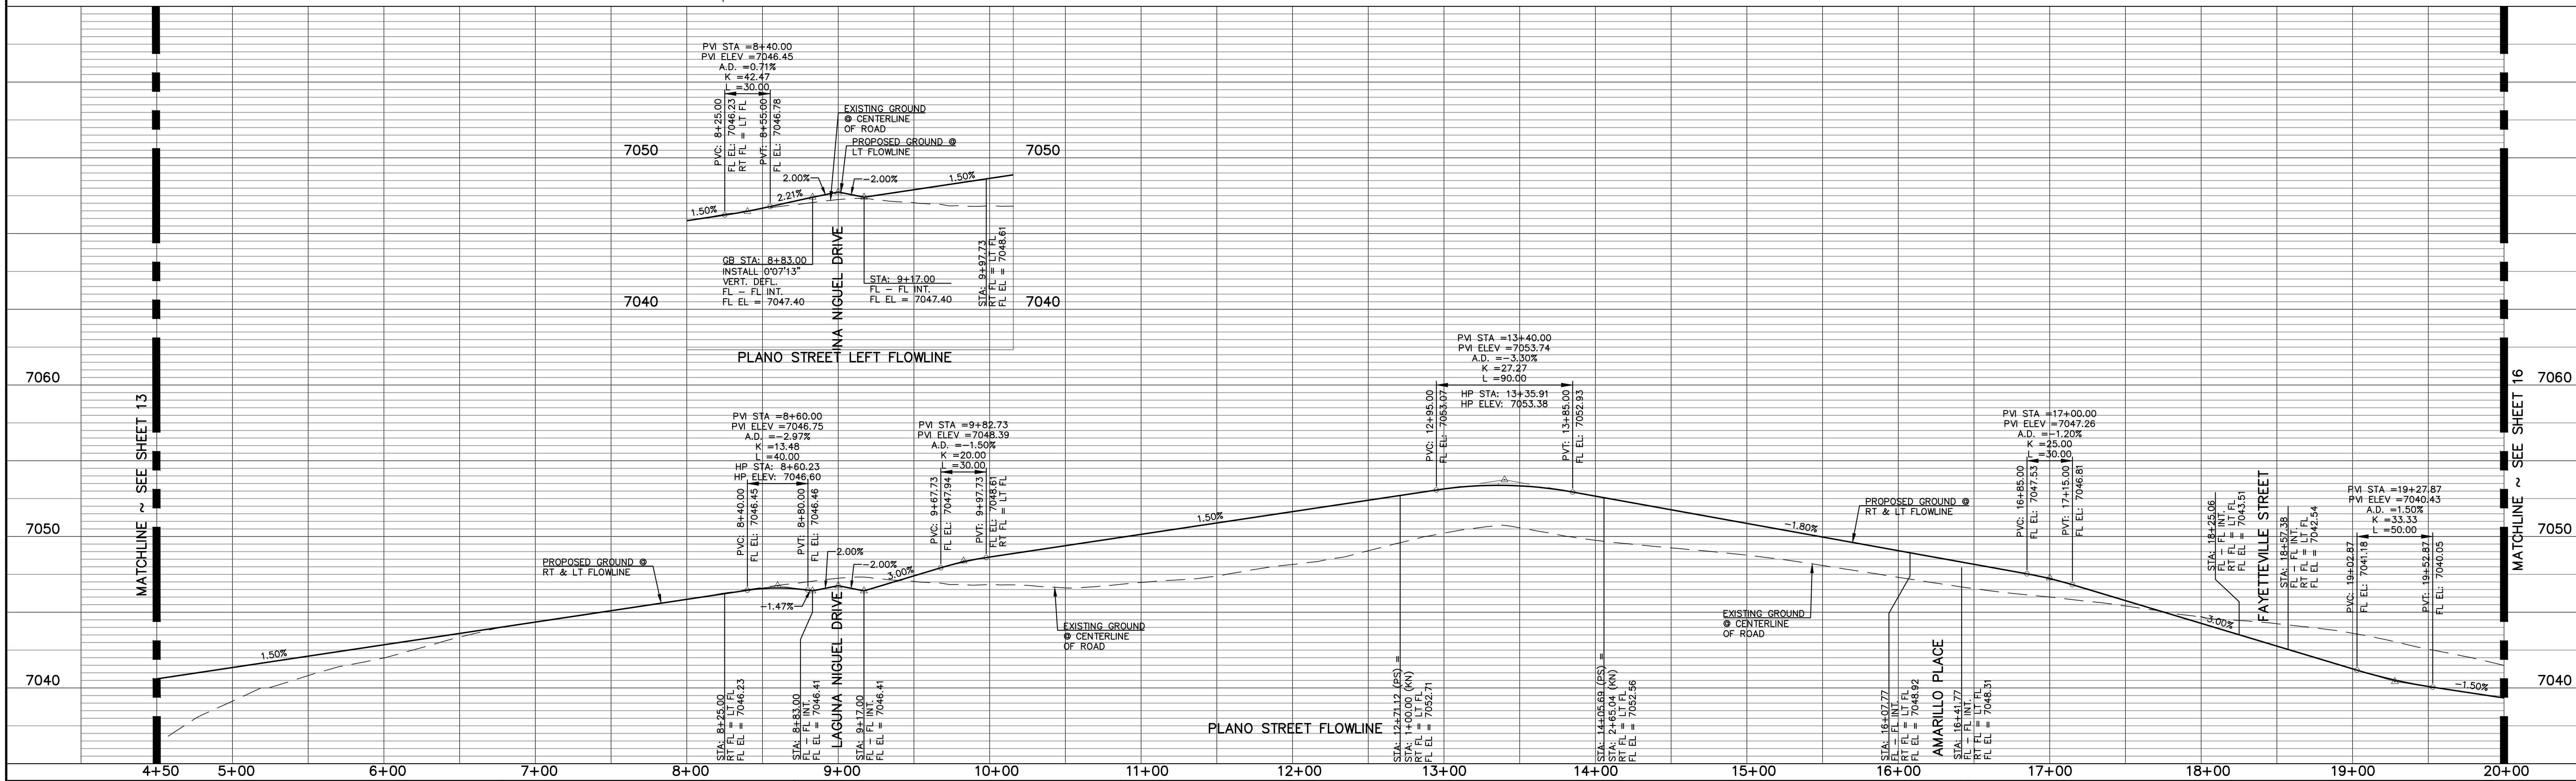 PVI STA =8+40.00
PVI ELEV =7046.45
A.D. =0.71%
K =42.47
L =30.00
PVC: 8+25.00
FL EL: 7046.23
RT FL = LT FL
PVT: 8+55.00
FL EL: 7046.78
EXISTING GROUND
@ CENTERLINE
OF ROAD
PROPOSED GROUND @
LT FLOWLINE
7050
7050
1.50%
2.21%
2.00%
-2.00%
1.50%
GB STA: 8+83.00
INSTALL 0°07'13"
VERT. DEFL.
FL - FL INT.
FL EL = 7047.40
STA: 9+17.00
FL - FL INT.
FL EL = 7047.40
STA: 9+97.73
RT FL = LT FL
FL EL = 7048.61
7040
7040
NIGUEL DRIVE
PLANO STREET LEFT FLOWLINE
7060
7060
MATCHLINE ~ SEE SHEET 13
MATCHLINE ~ SEE SHEET 16
PVI STA =8+60.00
PVI ELEV =7046.75
A.D. =-2.97%
K =13.48
L =40.00
HP STA: 8+60.23
HP ELEV: 7046.60
PVC: 8+40.00
FL EL: 7046.45
PVT: 8+80.00
FL EL: 7046.46
PVI STA =9+82.73
PVI ELEV =7048.39
A.D. =-1.50%
K =20.00
L =30.00
PVC: 9+67.73
FL EL: 7047.94
PVT: 9+97.73
FL EL: 7048.61
RT FL = LT FL
PVI STA =13+40.00
PVI ELEV =7053.74
A.D. =-3.30%
K =27.27
L =90.00
HP STA: 13+35.91
HP ELEV: 7053.38
PVC: 12+95.00
FL EL: 7053.07
PVT: 13+85.00
FL EL: 7052.93
PVI STA =17+00.00
PVI ELEV =7047.26
A.D. =-1.20%
K =25.00
L =30.00
PVC: 16+85.00
FL EL: 7047.53
PVT: 17+15.00
FL EL: 7046.81
PVI STA =19+27.87
PVI ELEV =7040.43
A.D. =1.50%
K =33.33
L =50.00
PVC: 19+02.87
FL EL: 7041.18
PVT: 19+52.87
FL EL: 7040.05
7050
7050
PROPOSED GROUND @
RT & LT FLOWLINE
2.00%
-2.00%
-1.47%
3.00%
1.50%
EXISTING GROUND
@ CENTERLINE
OF ROAD
PROPOSED GROUND @
RT & LT FLOWLINE
-1.80%
EXISTING GROUND
@ CENTERLINE
OF ROAD
STA: 18+25.06
FL - FL INT.
RT FL = LT FL
FL EL = 7043.51
FAYETTEVILLE STREET
STA: 18+57.38
FL - FL INT.
RT FL = LT FL
FL EL = 7042.54
-3.00%
-1.50%
1.50%
7040
7040
STA: 8+25.00
RT FL = LT FL
FL EL = 7046.23
STA: 8+83.00
FL - FL INT.
FL EL = 7046.41
LAGUNA NIGUEL DRIVE
STA: 9+17.00
FL - FL INT.
FL EL = 7046.41
PLANO STREET FLOWLINE
STA: 12+71.12 (PS) =
STA: 1+00.00 (KN)
RT FL = LT FL
FL EL = 7052.71
STA: 14+05.69 (PS) =
STA: 2+65.04 (KN)
RT FL = LT FL
FL EL = 7052.56
STA: 16+07.77
FL - FL INT.
RT FL = LT FL
FL EL = 7048.92
AMARILLO PLACE
STA: 16+41.77
FL - FL INT.
RT FL = LT FL
FL EL = 7048.31
4+50 5+00 6+00 7+00 8+00 9+00 10+00 11+00 12+00 13+00 14+00 15+00 16+00 17+00 18+00 19+00 20+00